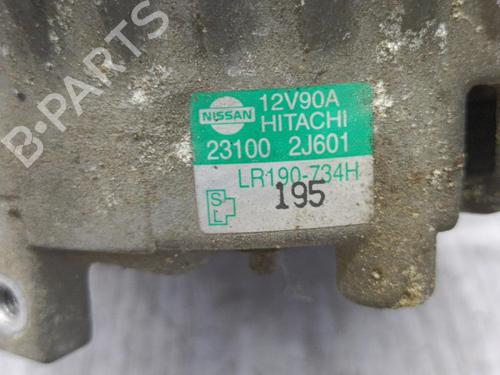 B-PARTS
NISSAN
12V90A
HITACHI
23100 2J601
LR190-734H
195
S
L